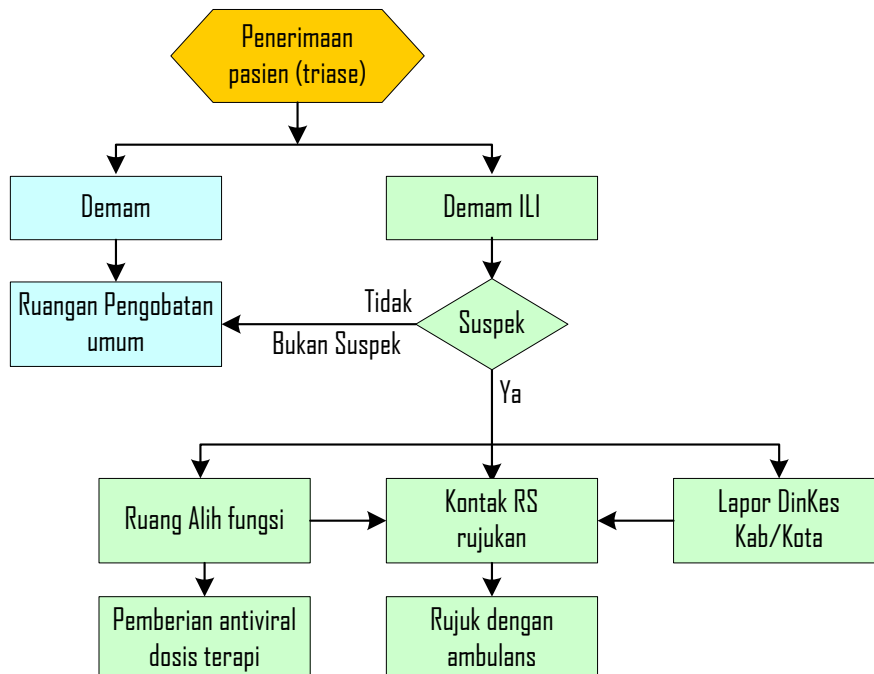 Penerimaan
pasien (triase)
Demam
Demam ILI
Ruangan Pengobatan
umum
Tidak
Bukan Suspek
Suspek
Ya
Ruang Alih fungsi
Kontak RS
rujukan
Lapor DinKes
Kab/Kota
Pemberian antiviral
dosis terapi
Rujuk dengan
ambulans